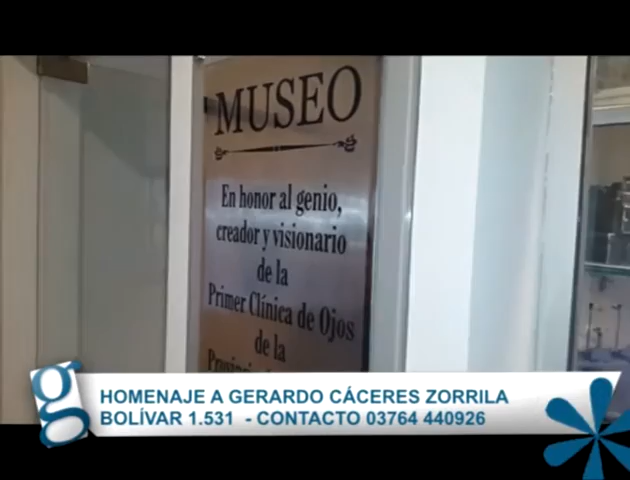 MUSEO
En honor al genio,
creador y visionario
de la
Primer Clínica de Ojos
de la
g
HOMENAJE A GERARDO CÁCERES ZORRILA
BOLÍVAR 1.531 - CONTACTO 03764 440926